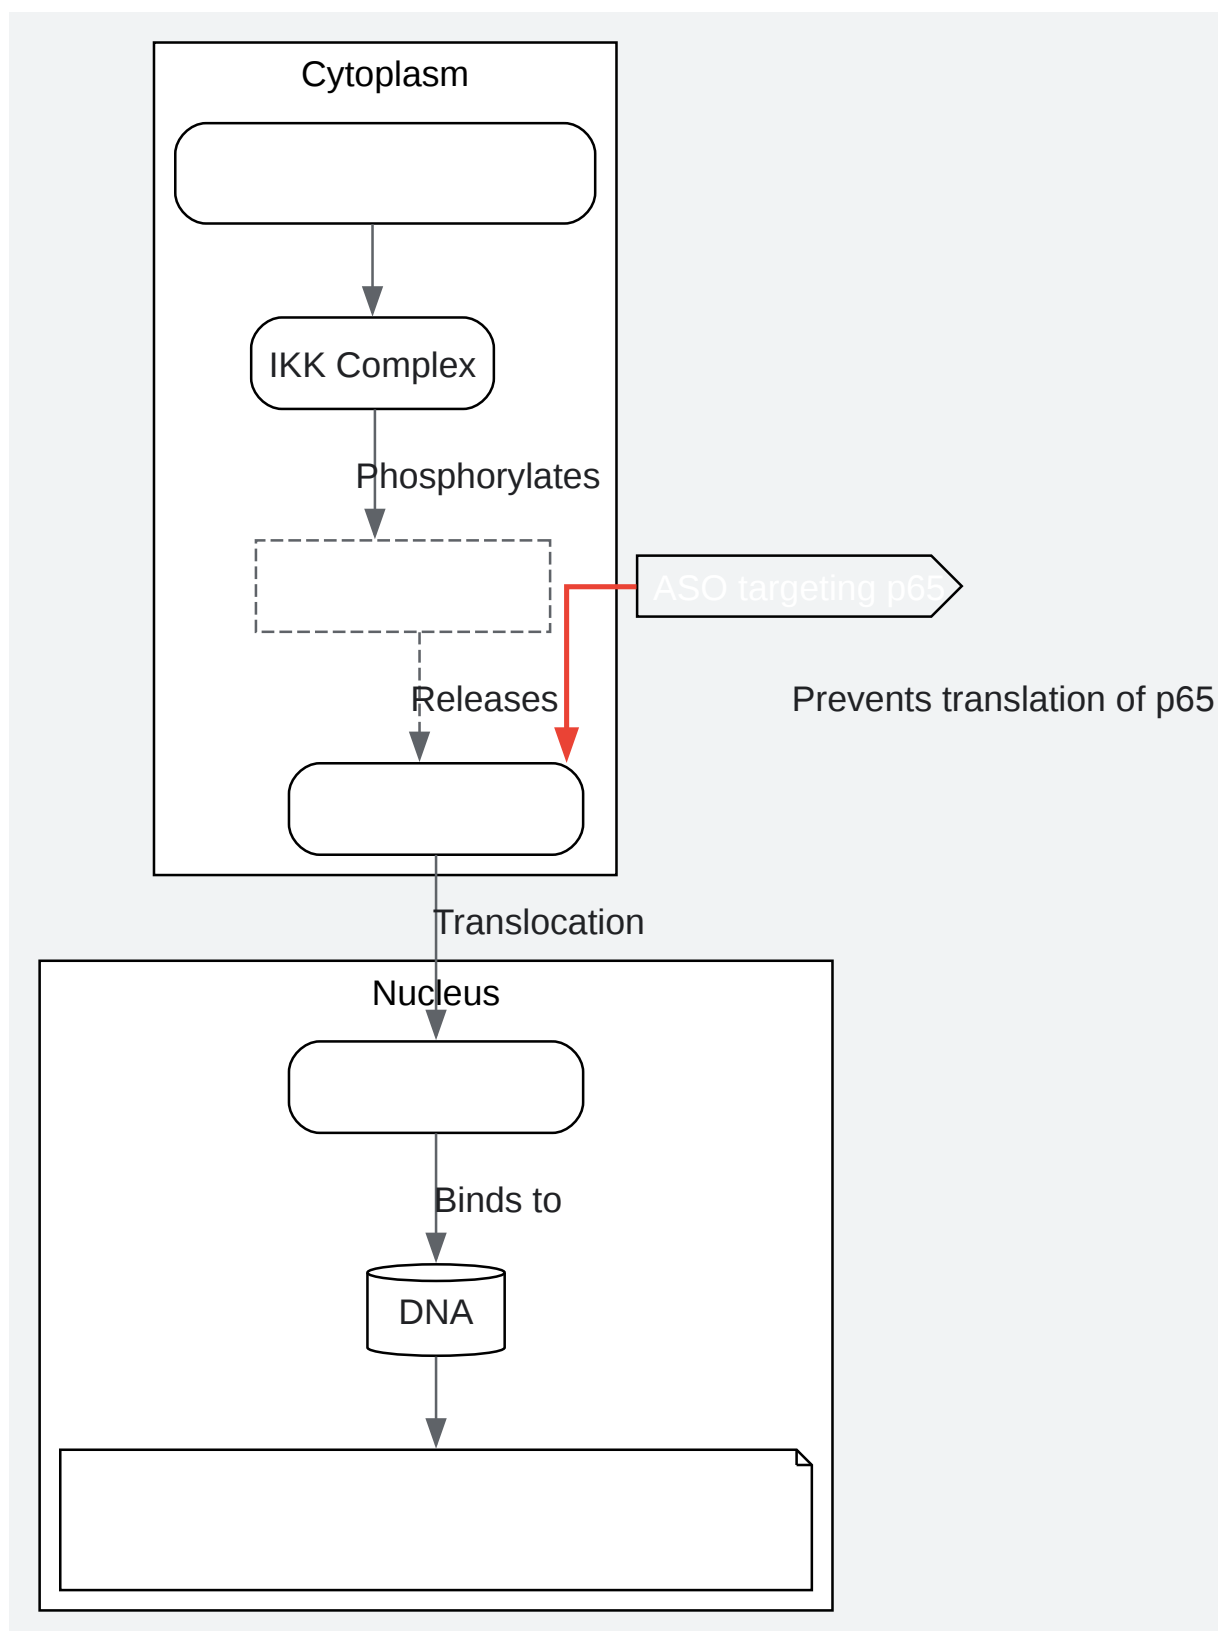 Cytoplasm
IKK Complex
Phosphorylates
ASO targeting p65
Releases
Prevents translation of p65
Translocation
Nucleus
Binds to
DNA